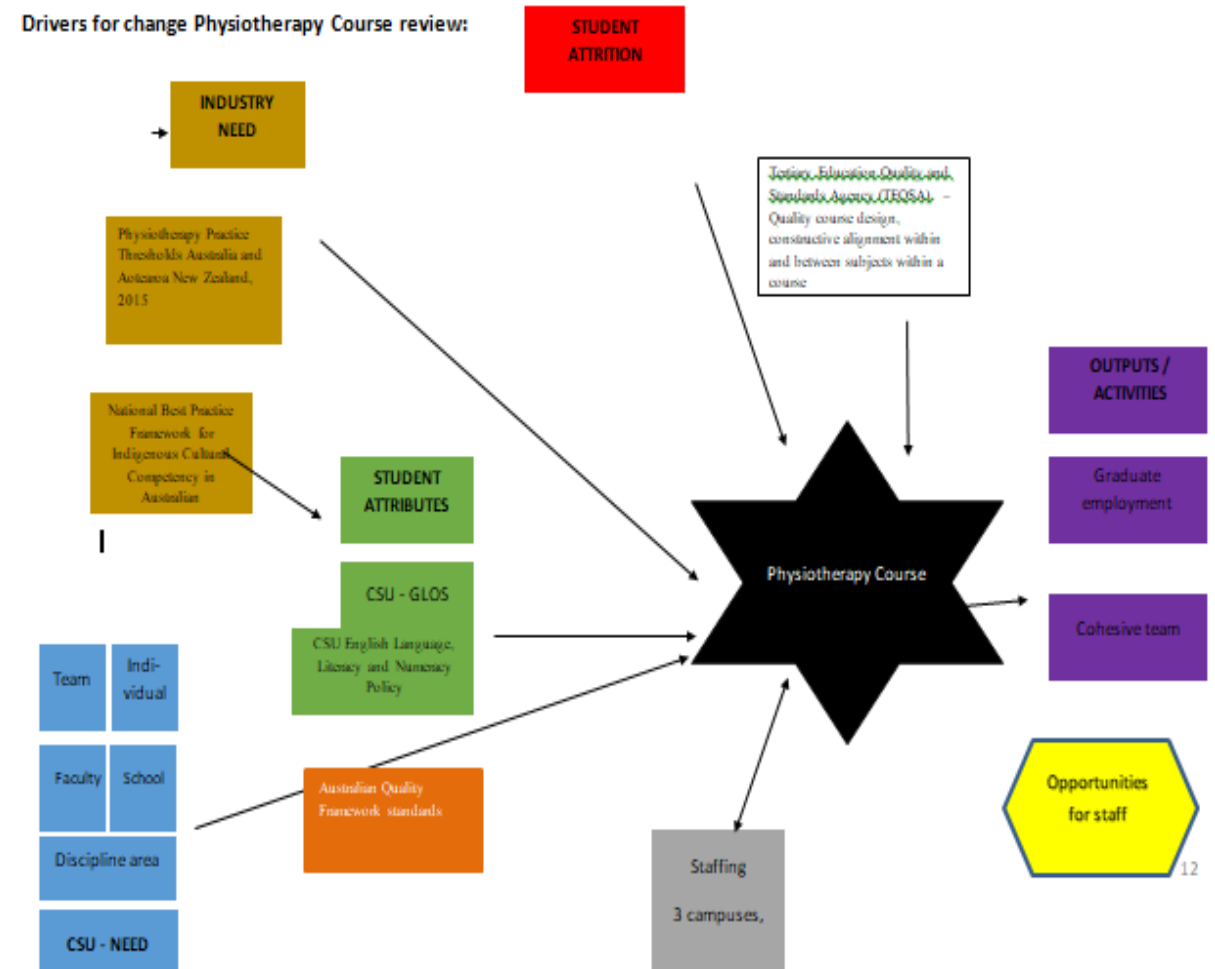 Drivers for change Physiotherapy Course review:
STUDENT
ATTRITION
INDUSTRY
NEED
Tertiary Education Quality and
Standards Agency (TEQSA) –
Quality course design,
constructive alignment within
and between subjects within a
course
Physiotherapy Practice
Thresholds Australia and
Aotearoa New Zealand,
2015
OUTPUTS /
ACTIVITIES
National Best Practice
Framework for
Indigenous Cultural
Competency in
Australian
STUDENT
ATTRIBUTES
Graduate
employment
Physiotherapy Course
CSU - GLOS
CSU English Language,
Literacy and Numeracy
Policy
Cohesive team
Team
Indi-
vidual
Faculty
School
Discipline area
CSU - NEED
Australian Quality
Framework standards
Staffing
3 campuses,
Opportunities
for staff
12